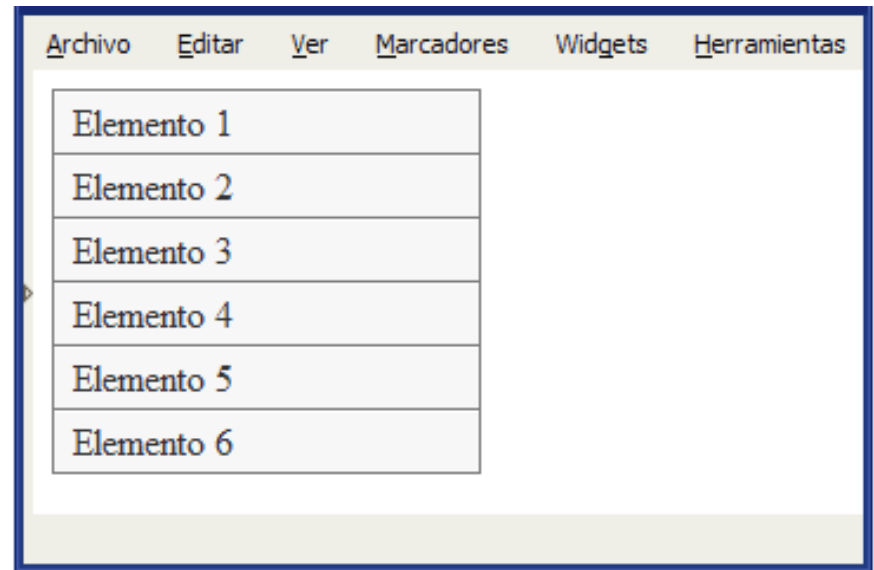 Archivo Editar Ver Marcadores Widgets Herramientas
Elemento 1
Elemento 2
Elemento 3
Elemento 4
Elemento 5
Elemento 6